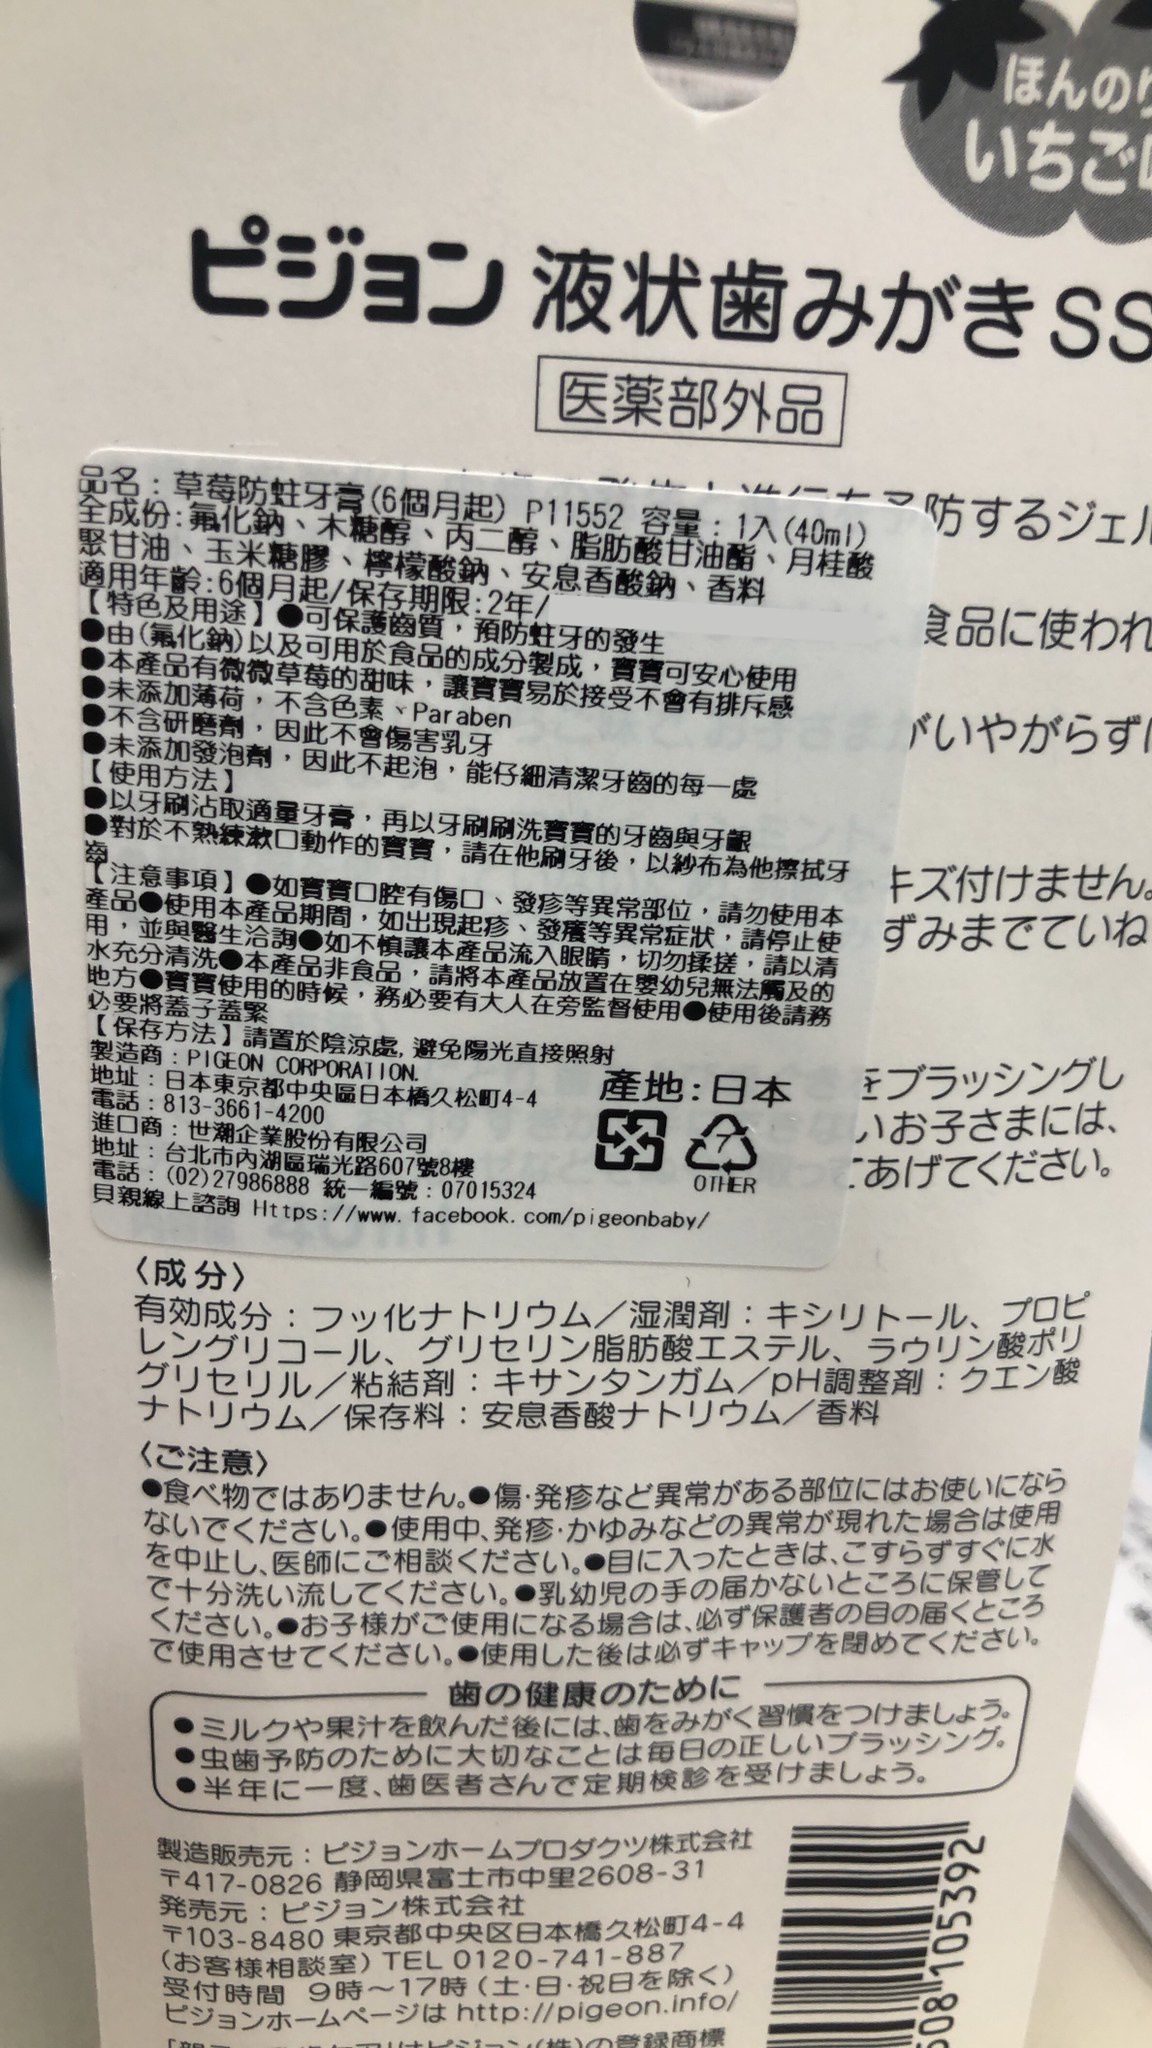 ほんのり
いちご
ピジョン 液状歯みがきSS
医薬部外品
防するジェル
食品に使われ
がいやがらずに
キズ付けません。
ずみまでていね
をブラッシングし
いお子さまには、
てあげてください。
品名：草莓防蛀牙膏(6個月起) P11552 容量：1入(40ml)
全成份:氟化鈉、木糖醇、丙二醇、脂肪酸甘油酯、月桂酸
聚甘油、玉米糖膠、檸檬酸鈉、安息香酸鈉、香料
適用年齡:6個月起/保存期限:2年/
【特色及用途】●可保護齒質，預防蛀牙的發生
●由(氟化鈉)以及可用於食品的成分製成，寶寶可安心使用
●本產品有微微草莓的甜味，讓寶寶易於接受不會有排斥感
●未添加薄荷，不含色素、Paraben
●不含研磨劑，因此不會傷害乳牙
●未添加發泡劑，因此不起泡，能仔細清潔牙齒的每一處
【使用方法】
●以牙刷沾取適量牙膏，再以牙刷刷洗寶寶的牙齒與牙齦
●對於不熟練漱口動作的寶寶，請在他刷牙後，以紗布為他擦拭牙
齒
【注意事項】●如寶寶口腔有傷口、發疹等異常部位，請勿使用本
產品●使用本產品期間，如出現起疹、發癢等異常症狀，請停止使
用，並與醫生洽詢●如不慎讓本產品流入眼睛，切勿揉搓，請以清
水充分清洗●本產品非食品，請將本產品放置在嬰幼兒無法觸及的
地方●寶寶使用的時候，務必要有大人在旁監督使用●使用後請務
必要將蓋子蓋緊
【保存方法】請置於陰涼處,避免陽光直接照射
製造商：PIGEON CORPORATION.
地址：日本東京都中央區日本橋久松町4-4
電話：813-3661-4200
進口商：世潮企業股份有限公司
地址：台北市內湖區瑞光路607號8樓
電話：(02)27986888 統一編號：07015324
貝親線上諮詢 Https://www.facebook.com/pigeonbaby/
產地:日本
7
OTHER
〈成分〉
有効成分：フッ化ナトリウム／湿潤剤：キシリトール、プロピ
レングリコール、グリセリン脂肪酸エステル、ラウリン酸ポリ
グリセリル／粘結剤：キサンタンガム／pH調整剤：クエン酸
ナトリウム／保存料：安息香酸ナトリウム／香料
〈ご注意〉
●食べ物ではありません。●傷・発疹など異常がある部位にはお使いになら
ないでください。●使用中、発疹・かゆみなどの異常が現れた場合は使用
を中止し、医師にご相談ください。●目に入ったときは、こすらずすぐに水
で十分洗い流してください。●乳幼児の手の届かないところに保管して
ください。●お子様がご使用になる場合は、必ず保護者の目の届くところ
で使用させてください。●使用した後は必ずキャップを閉めてください。
歯の健康のために
●ミルクや果汁を飲んだ後には、歯をみがく習慣をつけましょう。
●虫歯予防のために大切なことは毎日の正しいブラッシング。
●半年に一度、歯医者さんで定期検診を受けましょう。
製造販売元：ピジョンホームプロダクツ株式会社
〒417-0826 静岡県富士市中里2608-31
発売元：ピジョン株式会社
〒103-8480 東京都中央区日本橋久松町4-4
(お客様相談室) TEL 0120-741-887
受付時間 9時～17時 (土・日・祝日を除く)
ピジョンホームページは http://pigeon.info/
はピジョン(株)の登録商標
508 105392